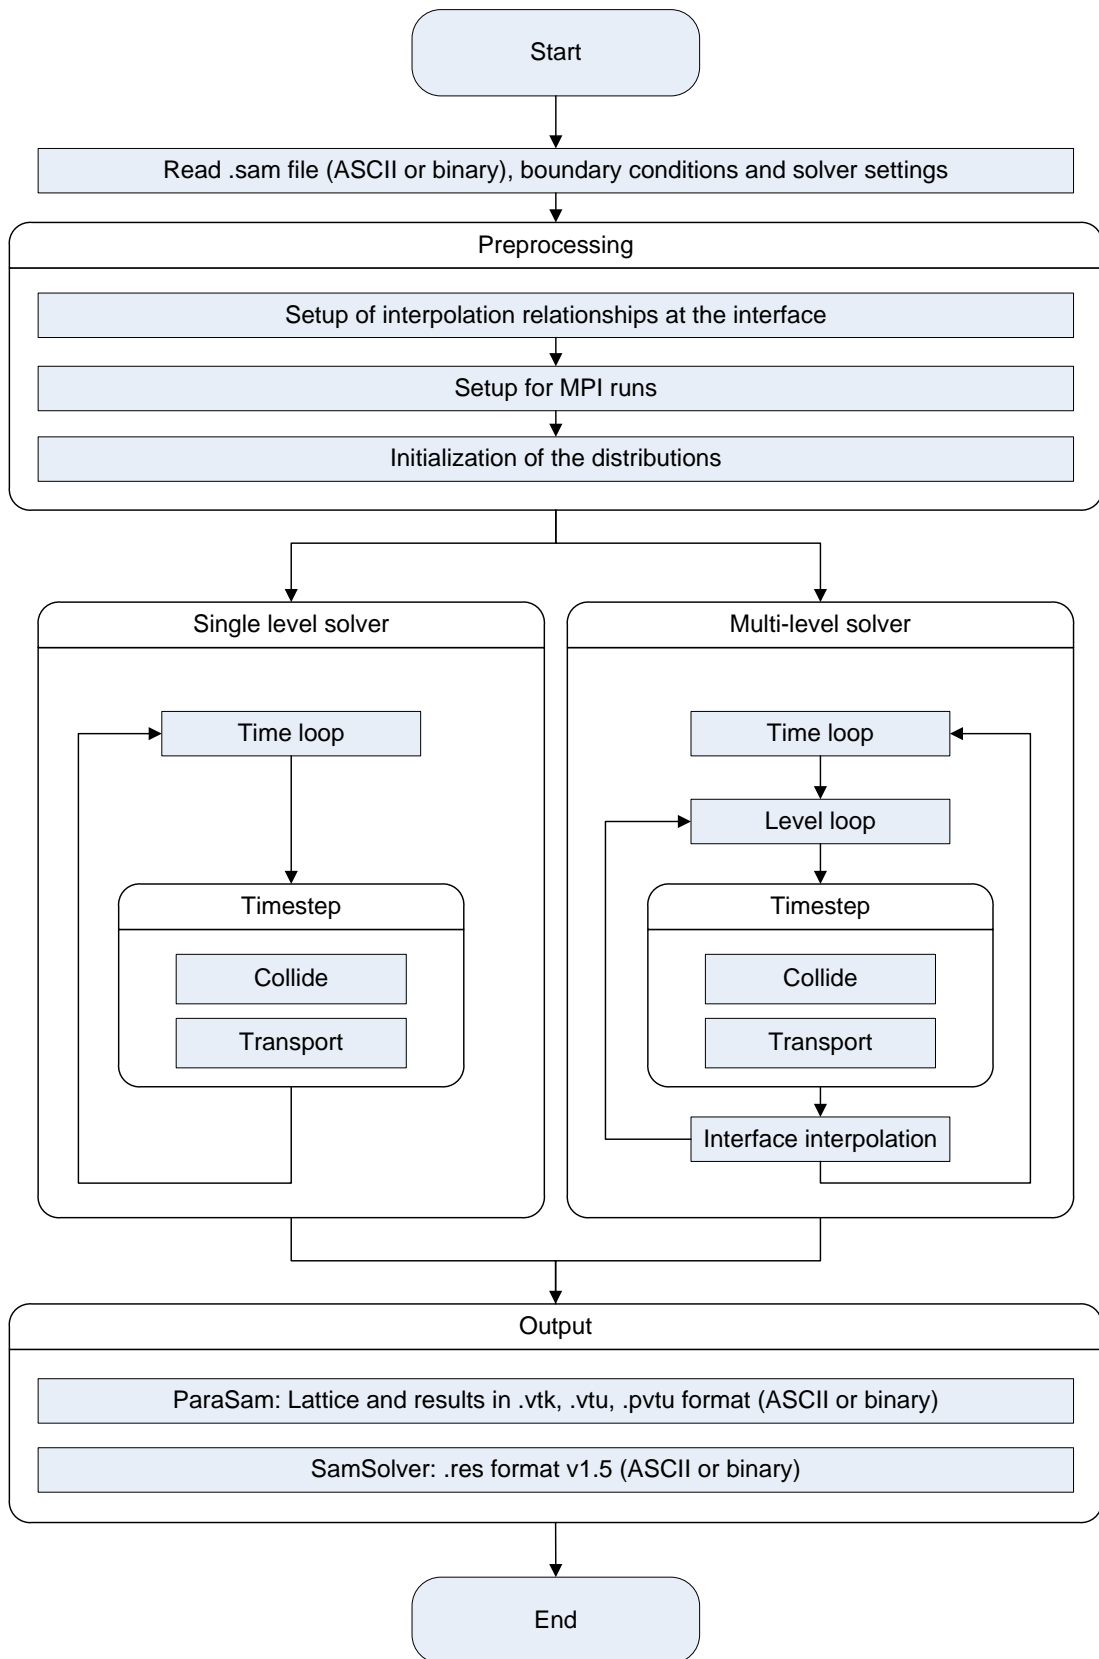 Start
Read .sam file (ASCII or binary), boundary conditions and solver settings
Preprocessing
Setup of interpolation relationships at the interface
Setup for MPI runs
Initialization of the distributions
Single level solver
Time loop
Timestep
Collide
Transport
Multi-level solver
Time loop
Level loop
Timestep
Collide
Transport
Interface interpolation
Output
ParaSam: Lattice and results in .vtk, .vtu, .pvtu format (ASCII or binary)
SamSolver: .res format v1.5 (ASCII or binary)
End